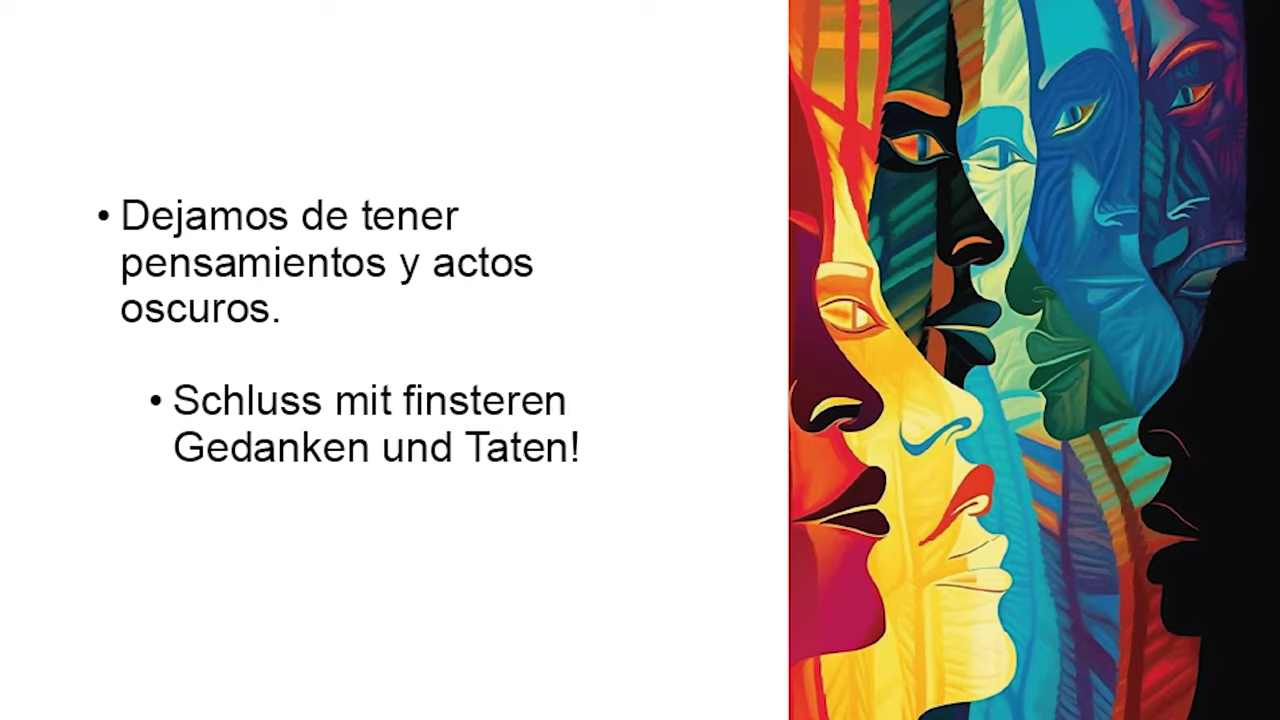 • Dejamos de tener
pensamientos y actos
oscuros.
• Schluss mit finsteren
Gedanken und Taten!